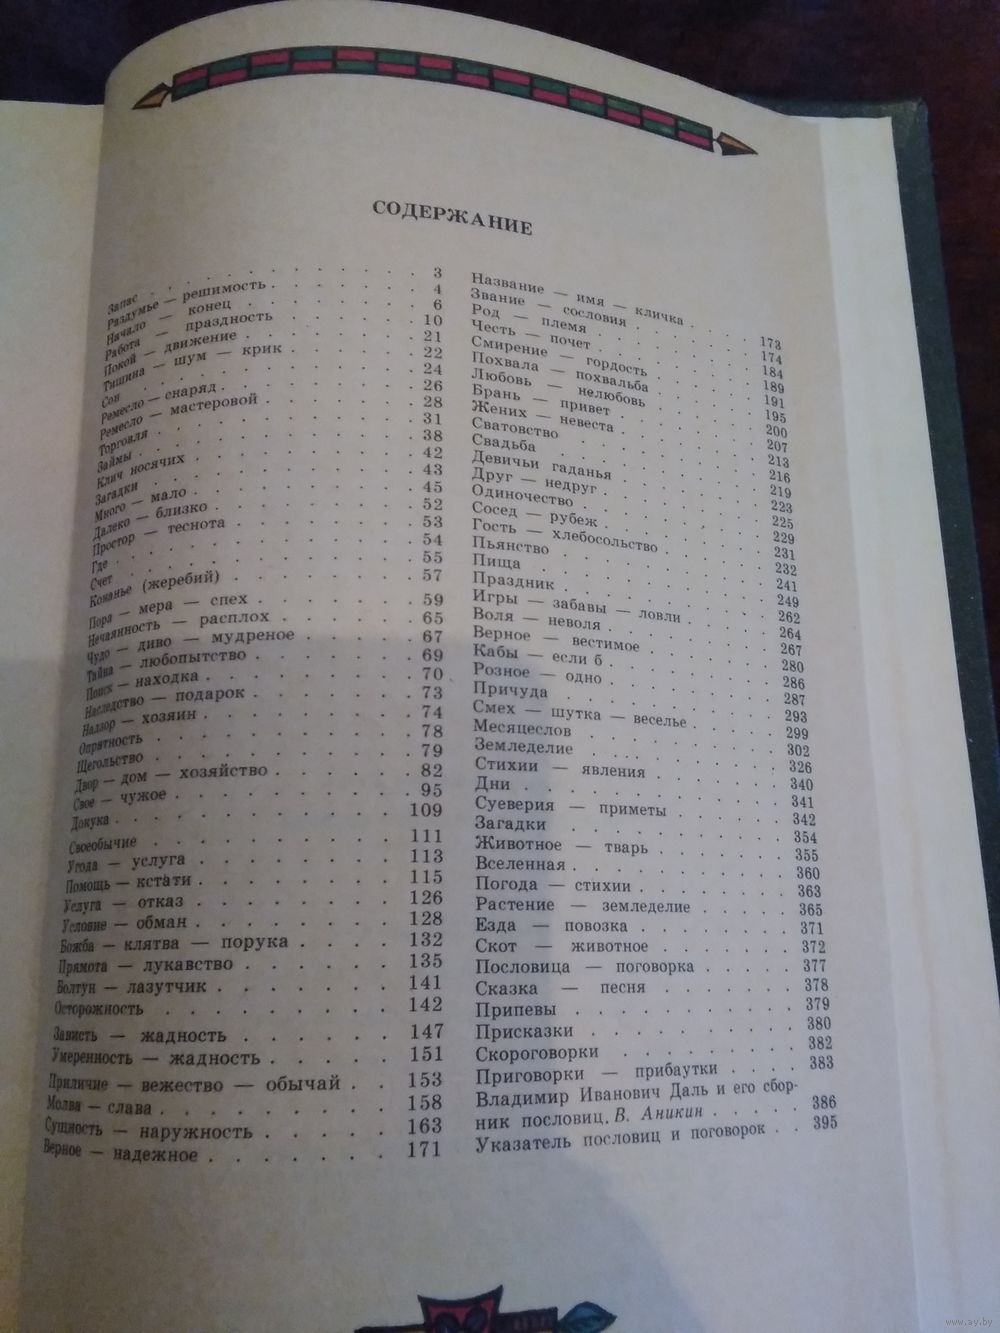 СОДЕРЖАНИЕ
Запас . . . . . . . . 3
Раздумье — решимость . . . . . 4
Начало — конец . . . . . . 6
Работа — праздность . . . . . 10
Покой — движение . . . . . . 21
Тишина — шум — крик . . . . 22
Сон . . . . . . . . 24
Ремесло — снаряд . . . . . . 26
Ремесло — мастеровой . . . . . 28
Торговля . . . . . . . . 31
Займы . . . . . . . . 38
Клич носячих . . . . . . . 42
Загадки . . . . . . . . 43
Много — мало . . . . . . . 45
Далеко — близко . . . . . . 52
Простор — теснота . . . . . . 53
Где . . . . . . . . 54
Счет . . . . . . . . 55
Кананье (жеребий) . . . . . . 57
Пора — мера — спех . . . . . 59
Нечаянность — расплох . . . . . 65
Чудо — диво — мудреное . . . . 67
Тайна — любопытство . . . . . 69
Поиск — находка . . . . . . 70
Наследство — подарок . . . . . 73
Надзор — хозяин . . . . . . 74
Опрятность . . . . . . . 78
Щегольство . . . . . . . 79
Двор — дом — хозяйство . . . . 82
Свое — чужое . . . . . . . 95
Докука . . . . . . . . 109
Своеобычие . . . . . . . 111
Угода — услуга . . . . . . 113
Помощь — кстати . . . . . . 115
Услуга — отказ . . . . . . 126
Условие — обман . . . . . . 128
Божба — клятва — порука . . . . 132
Прямота — лукавство . . . . . 135
Болтун — лазутчик . . . . . . 141
Осторожность . . . . . . . 142
Зависть — жадность . . . . . 147
Умеренность — жадность . . . . 151
Приличие — вежество — обычай . . 153
Молва — слава . . . . . . . 158
Сущность — наружность . . . . 163
Верное — надежное . . . . . . 171
Название — имя — кличка . . . 173
Звание — сословия . . . . . 174
Род — племя . . . . . . 184
Честь — почет . . . . . . 189
Смирение — гордость . . . . . 191
Похвала — похвальба . . . . . 195
Любовь — нелюбовь . . . . . 200
Брань — привет . . . . . . 207
Жених — невеста . . . . . . 213
Сватовство . . . . . . . 216
Свадьба . . . . . . . 219
Девичьи гаданья . . . . . . 223
Друг — недруг . . . . . . 225
Одиночество . . . . . . . 229
Сосед — рубеж . . . . . . 231
Гость — хлебосольство . . . . 232
Пьянство . . . . . . . 241
Пища . . . . . . . . 249
Праздник . . . . . . . 262
Игры — забавы — ловли . . . . 264
Воля — неволя . . . . . . 267
Верное — вестимое . . . . . 280
Кабы — если б . . . . . . 286
Розное — одно . . . . . . 287
Причуда . . . . . . . 293
Смех — шутка — веселье . . . . 299
Месяцеслов . . . . . . . 302
Земледелие . . . . . . . 326
Стихии — явления . . . . . 340
Дни . . . . . . . . 341
Суеверия — приметы . . . . . 342
Загадки . . . . . . . 354
Животное — тварь . . . . . 355
Вселенная . . . . . . . 360
Погода — стихии . . . . . . 363
Растение — земледелие . . . . . 365
Езда — повозка . . . . . . 371
Скот — животное . . . . . . 372
Пословица — поговорка . . . . . 377
Сказка — песня . . . . . . 378
Припевы . . . . . . . 379
Присказки . . . . . . . 380
Скороговорки . . . . . . . 382
Приговорки — прибаутки . . . . 383
Владимир Иванович Даль и его сбор-
ник пословиц. В. Аникин . . . . . 386
Указатель пословиц и поговорок . . 395
www.ay.by